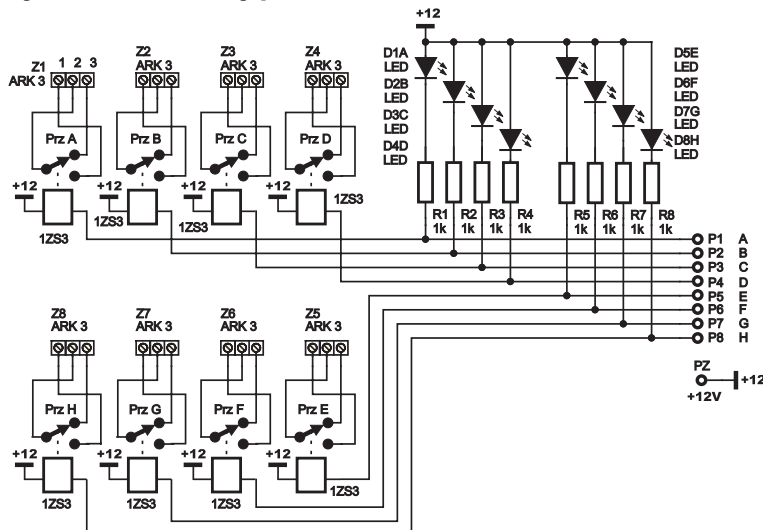 +12
Z1 ARK 3
1 2 3
Z2 ARK 3
Z3 ARK 3
Z4 ARK 3
Prz A
Prz B
Prz C
Prz D
+12
+12
+12
+12
1ZS3
1ZS3
1ZS3
1ZS3
D1A LED
D2B LED
D3C LED
D4D LED
D5E LED
D6F LED
D7G LED
D8H LED
R1 1k
R2 1k
R3 1k
R4 1k
R5 1k
R6 1k
R7 1k
R8 1k
P1 A
P2 B
P3 C
P4 D
P5 E
P6 F
P7 G
P8 H
PZ
+12
+12V
Z8 ARK 3
Z7 ARK 3
Z6 ARK 3
Z5 ARK 3
Prz H
Prz G
Prz F
Prz E
+12
+12
+12
+12
1ZS3
1ZS3
1ZS3
1ZS3